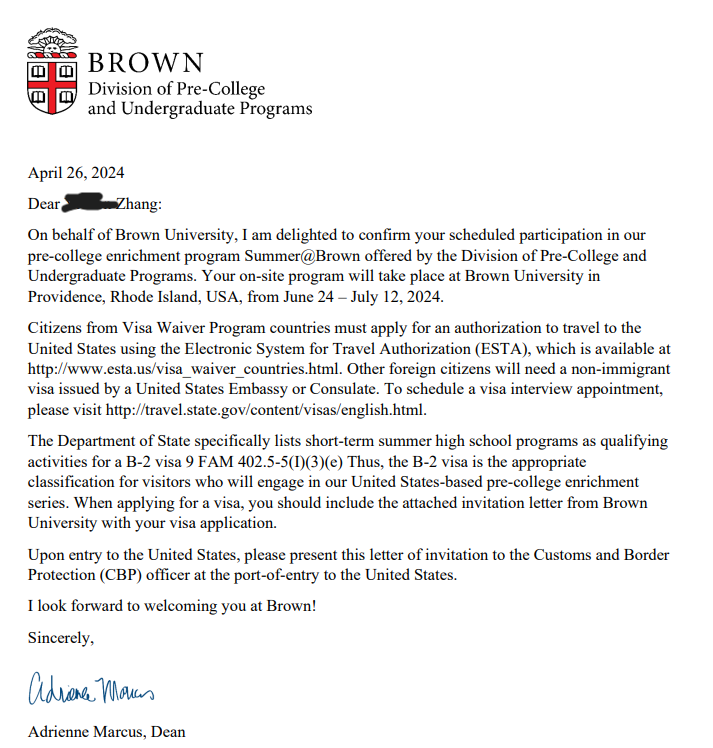 BROWN
Division of Pre-College
and Undergraduate Programs
April 26, 2024
Dear Zhang:
On behalf of Brown University, I am delighted to confirm your scheduled participation in our
pre-college enrichment program Summer@Brown offered by the Division of Pre-College and
Undergraduate Programs. Your on-site program will take place at Brown University in
Providence, Rhode Island, USA, from June 24 – July 12, 2024.
Citizens from Visa Waiver Program countries must apply for an authorization to travel to the
United States using the Electronic System for Travel Authorization (ESTA), which is available at
http://www.esta.us/visa_waiver_countries.html. Other foreign citizens will need a non-immigrant
visa issued by a United States Embassy or Consulate. To schedule a visa interview appointment,
please visit http://travel.state.gov/content/visas/english.html.
The Department of State specifically lists short-term summer high school programs as qualifying
activities for a B-2 visa 9 FAM 402.5-5(I)(3)(e) Thus, the B-2 visa is the appropriate
classification for visitors who will engage in our United States-based pre-college enrichment
series. When applying for a visa, you should include the attached invitation letter from Brown
University with your visa application.
Upon entry to the United States, please present this letter of invitation to the Customs and Border
Protection (CBP) officer at the port-of-entry to the United States.
I look forward to welcoming you at Brown!
Sincerely,
Adrienne Marcus
Adrienne Marcus, Dean